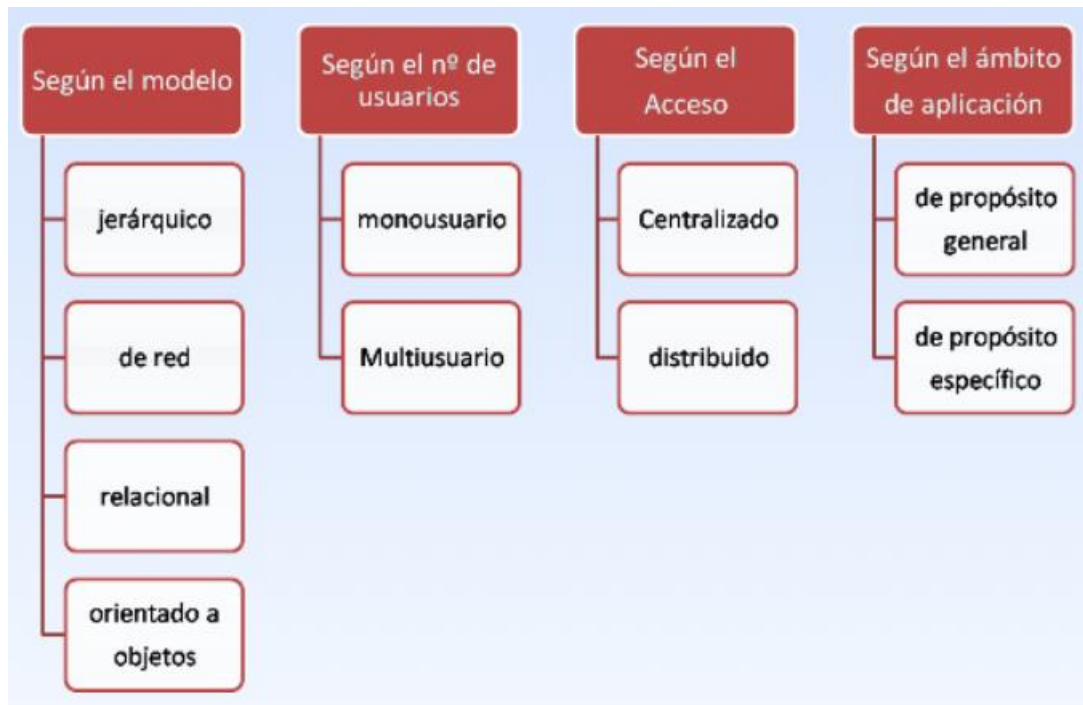 Según el modelo
jerárquico
de red
relacional
orientado a
objetos
Según el nº de
usuarios
monousuario
Multiusuario
Según el
Acceso
Centralizado
distribuido
Según el ámbito
de aplicación
de propósito
general
de propósito
específico